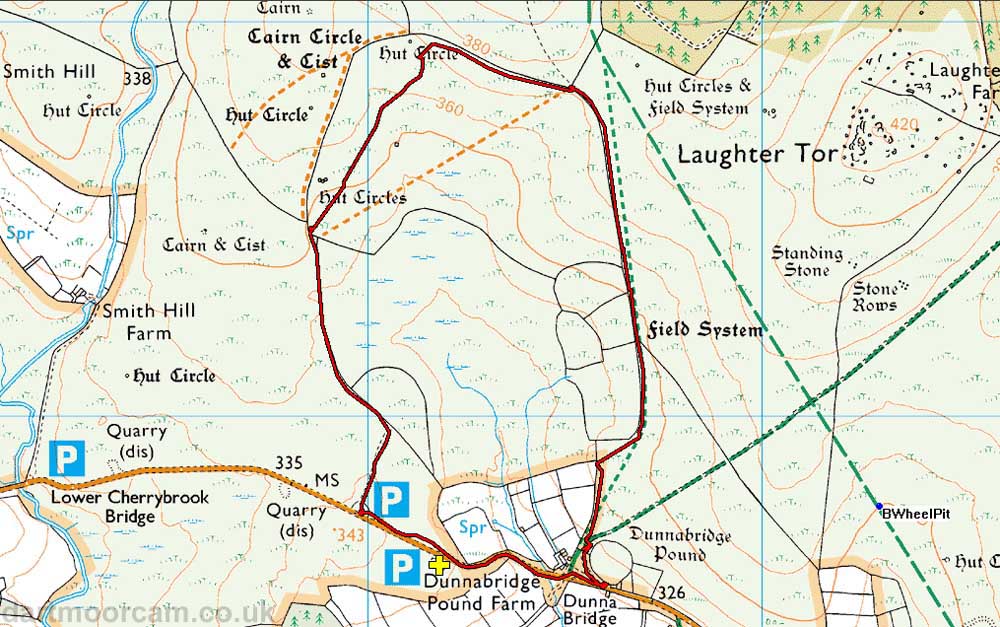 Cairn
Cairn Circle
& Cist
Hut Circle
380
Smith Hill
338
Hut Circle
Hut Circle
360
Hut Circles &
Field System
Laughte
Far
420
Laughter Tor
Hut Circles
Spr
Cairn & Cist
Standing
Stone
Stone
Rows
Smith Hill
Farm
Field System
Hut Circle
Quarry
(dis)
P
335
MS
Lower Cherrybrook
Bridge
Quarry
(dis)
P
343
Spr
BWheelPit
Dunnabridge
Pound
P
Dunnabridge
Pound Farm
Dunna
Bridge
326
Hut C
dartmoorcam.co.uk